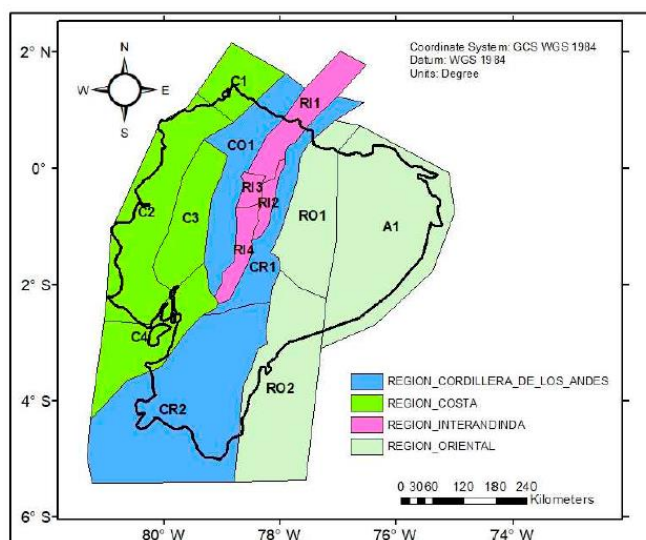 Coordinate System: GCS WGS 1984
Datum: WGS 1984
Units: Degree
N
W E
S
2° N
0°
2° S
4° S
6° S
C1
RI1
CO1
RI3
RI2
C2
C3
RO1
A1
RI4
CR1
C4
RO2
CR2
REGION_CORDILLERA_DE_LOS_ANDES
REGION_COSTA
REGION_INTERANDINDA
REGION_ORIENTAL
0 30 60 120 180 240
Kilometers
80° W 78° W 76° W 74° W